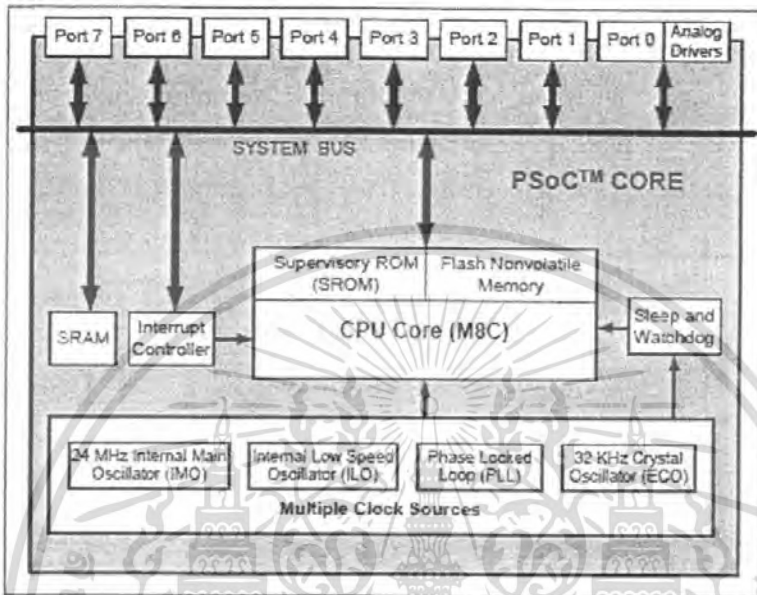 Port 7
Port 6
Port 5
Port 4
Port 3
Port 2
Port 1
Port 0
Analog
Drivers
SYSTEM BUS
PSoC™ CORE
Supervisory ROM
(SROM)
Flash Nonvolatile
Memory
SRAM
Interrupt
Controller
CPU Core (M8C)
Sleep and
Watchdog
24 MHz Internal Main
Oscillator (IMO)
Internal Low Speed
Oscillator (ILO)
Phase Locked
Loop (PLL)
32 KHz Crystal
Oscillator (ECO)
Multiple Clock Sources